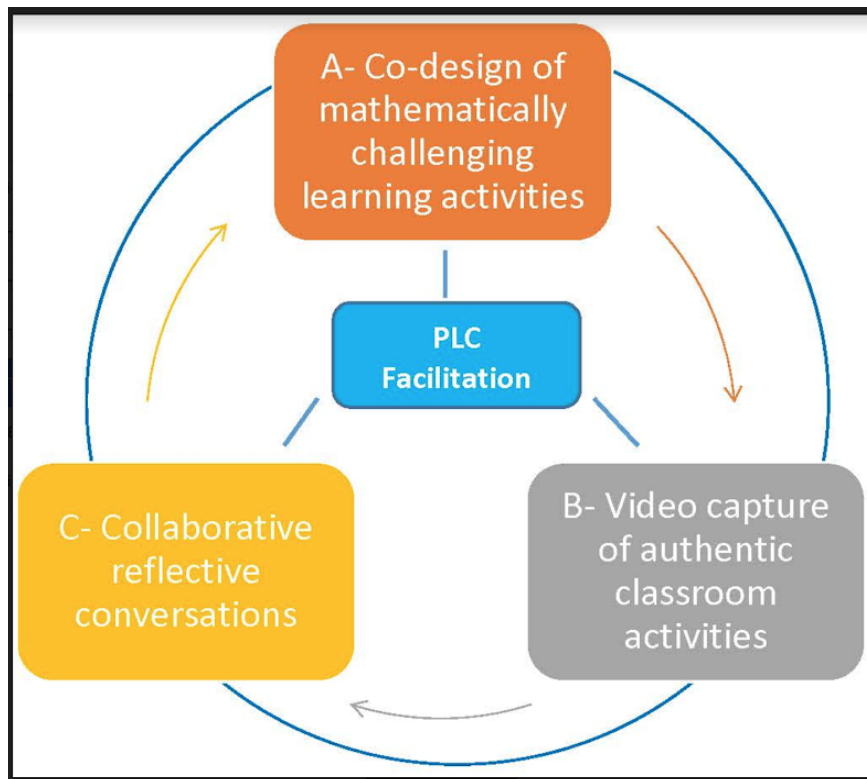 A- Co-design of
mathematically
challenging
learning activities
PLC
Facilitation
B- Video capture
of authentic
classroom
activities
C- Collaborative
reflective
conversations